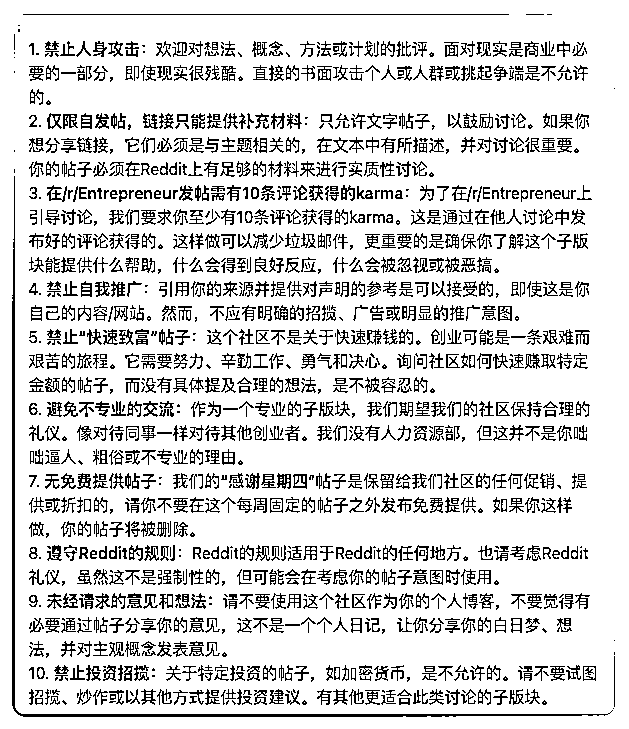 1. 禁止人身攻击：欢迎对想法、概念、方法或计划的批评。面对现实是商业中必
要的一部分，即使现实很残酷。直接的书面攻击个人或人群或挑起争端是不允许
的。
2. 仅限自发帖，链接只能提供补充材料：只允许文字帖子，以鼓励讨论。如果你
想分享链接，它们必须是与主题相关的，在文本中有所描述，并对讨论很重要。
你的帖子必须在Reddit上有足够的材料来进行实质性讨论。
3. 在/r/Entrepreneur发帖需有10条评论获得的karma：为了在/r/Entrepreneur上
引导讨论，我们要求你至少有10条评论获得的karma。这是通过在他人讨论中发
布好的评论获得的。这样做可以减少垃圾邮件，更重要的是确保你了解这个子版
块能提供什么帮助，什么会得到良好反应，什么会被忽视或被恶搞。
4. 禁止自我推广：引用你的来源并提供对声明的参考是可以接受的，即使这是你
自己的内容/网站。然而，不应有明确的招揽、广告或明显的推广意图。
5. 禁止“快速致富”帖子：这个社区不是关于快速赚钱的。创业可能是一条艰难而
艰苦的旅程。它需要努力、辛勤工作、勇气和决心。询问社区如何快速赚取特定
金额的帖子，而没有具体提及合理的想法，是不被容忍的。
6. 避免不专业的交流：作为一个专业的子版块，我们期望我们的社区保持合理的
礼仪。像对待同事一样对待其他创业者。我们没有人力资源部，但这并不是你咄
咄逼人、粗俗或不专业的理由。
7. 无免费提供帖子：我们的“感谢星期四”帖子是保留给我们社区的任何促销、提
供或折扣的，请你不要在这个每周固定的帖子之外发布免费提供。如果你这样
做，你的帖子将被删除。
8. 遵守Reddit的规则：Reddit的规则适用于Reddit的任何地方。也请考虑Reddit
礼仪，虽然这不是强制性的，但可能会在考虑你的帖子意图时使用。
9. 未经请求的意见和想法：请不要使用这个社区作为你的个人博客，不要觉得有
必要通过帖子分享你的意见，这不是一个个人日记，让你分享你的白日梦、想
法，并对主观概念发表意见。
10. 禁止投资招揽：关于特定投资的帖子，如加密货币，是不允许的。请不要试图
招揽、炒作或以其他方式提供投资建议。有其他更适合此类讨论的子版块。